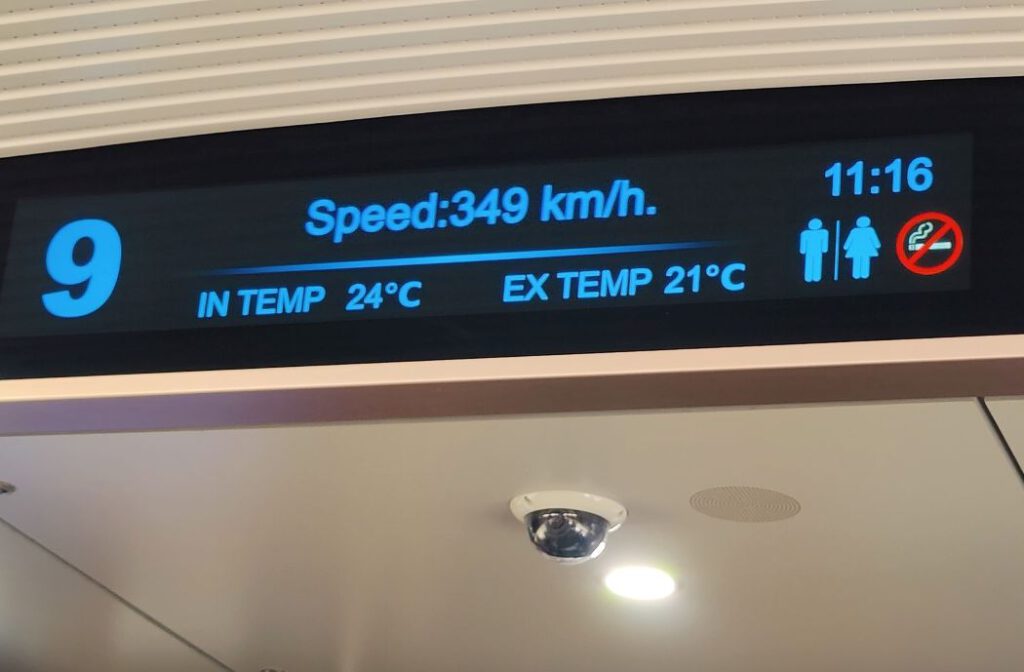 9
Speed:349 km/h.
11:16
IN TEMP 24°C
EX TEMP 21°C